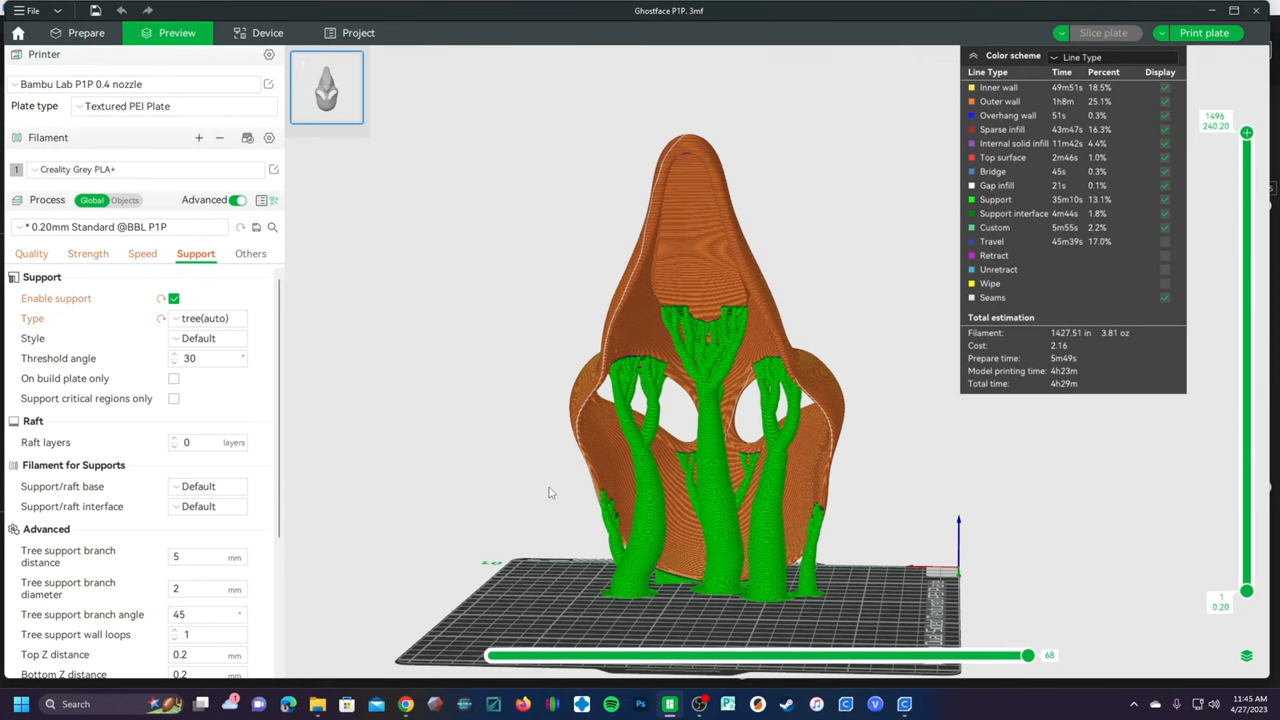 File
Ghostface P1P. 3mf
Prepare
Preview
Device
Project
Slice plate
Print plate
Printer
Bambu Lab P1P 0.4 nozzle
Plate type
Textured PEI Plate
Filament
1 Creality Grey PLA+
Process Global Objects Advanced
* 0.20mm Standard @BBL P1P
Quality Strength Speed Support Others
Support
Enable support
Type tree(auto)
Style Default
Threshold angle 30 °
On build plate only
Support critical regions only
Raft
Raft layers 0 layers
Filament for Supports
Support/raft base Default
Support/raft interface Default
Advanced
Tree support branch
distance 5 mm
Tree support branch
diameter 2 mm
Tree support branch angle 45 °
Tree support wall loops 1
Top Z distance 0.2 mm
Bottom Z distance 0.2 mm
1
Color scheme Line Type
Line Type Time Percent Display
Inner wall 49m51s 18.5%
Outer wall 1h8m 25.1%
Overhang wall 51s 0.3%
Sparse infill 43m47s 16.3%
Internal solid infill 11m42s 4.4%
Top surface 2m46s 1.0%
Bridge 45s 0.3%
Gap infill 21s 0.1%
Support 35m10s 13.1%
Support interface 4m44s 1.8%
Custom 5m55s 2.2%
Travel 45m39s 17.0%
Retract
Unretract
Wipe
Seams
Total estimation
Filament: 1427.51 in 3.81 oz
Cost: 2.16
Prepare time: 5m49s
Model printing time: 4h23m
Total time: 4h29m
1496
240.20
1
0.20
68
Search
1
Ps
11:45 AM
4/27/2023